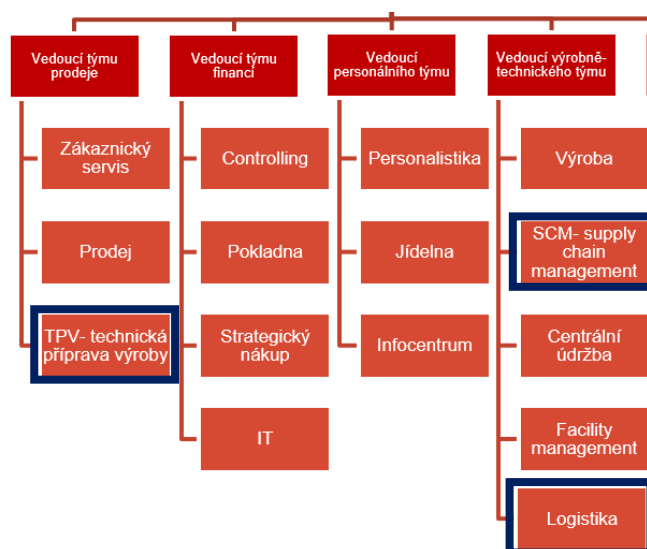 Vedoucí týmu
prodeje
Zákaznický
servis
Prodej
TPV- technická
příprava výroby
Vedoucí týmu
financí
Controlling
Pokladna
Strategický
nákup
IT
Vedoucí
personálního týmu
Personalistika
Jídelna
Infocentrum
Vedoucí výrobně-
technického týmu
Výroba
SCM- supply
chain
management
Centrální
údržba
Facility
management
Logistika